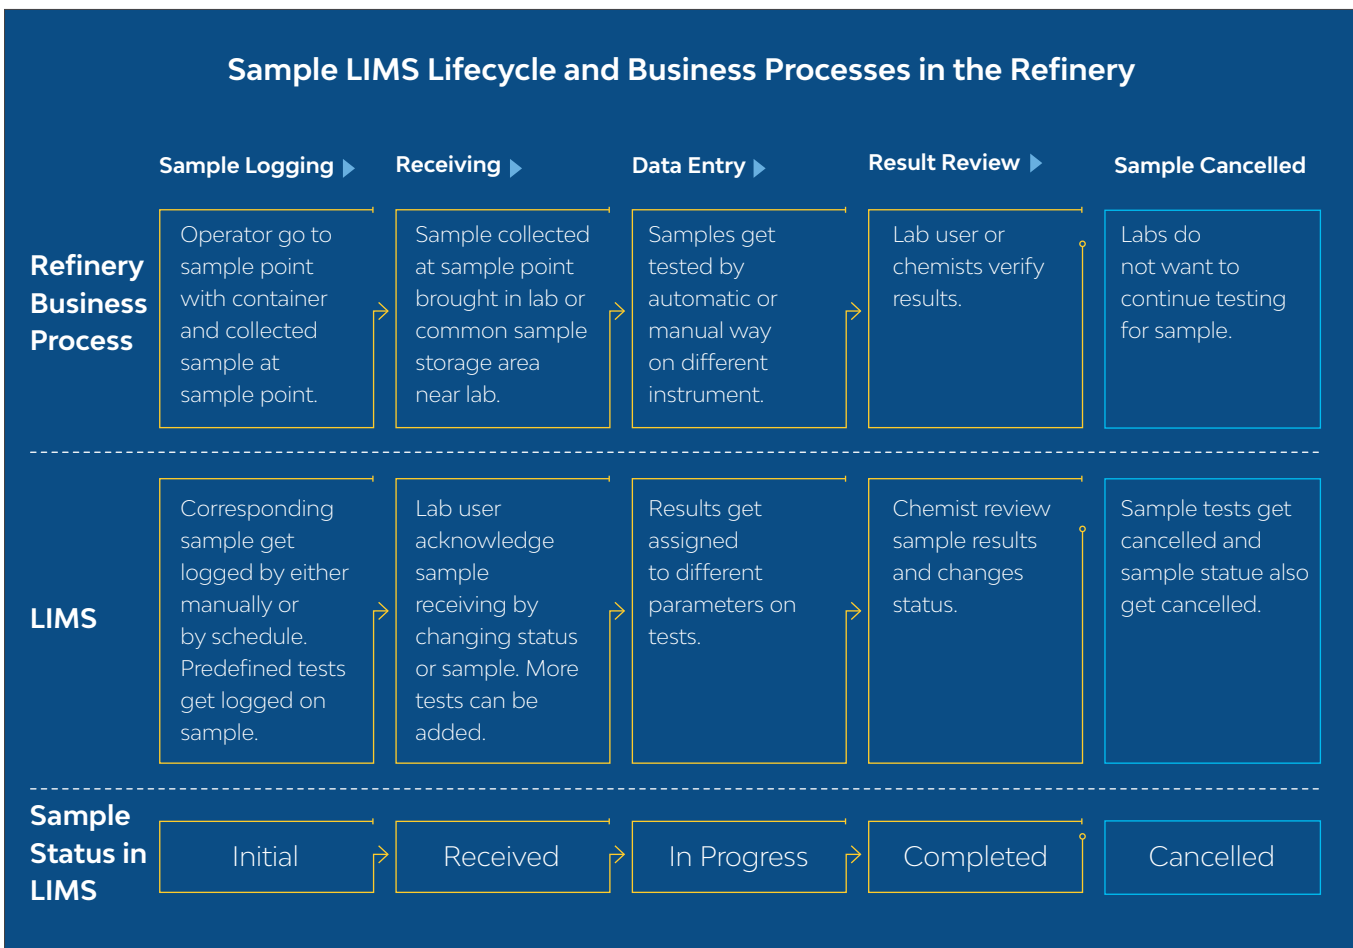 Sample LIMS Lifecycle and Business Processes in the Refinery
Sample Logging
Receiving
Data Entry
Result Review
Sample Cancelled
Refinery
Business
Process
Operator go to
sample point
with container
and collected
sample at
sample point.
Sample collected
at sample point
brought in lab or
common sample
storage area
near lab.
Samples get
tested by
automatic or
manual way
on different
instrument.
Lab user or
chemists verify
results.
Labs do
not want to
continue testing
for sample.
LIMS
Corresponding
sample get
logged by either
manually or
by schedule.
Predefined tests
get logged on
sample.
Lab user
acknowledge
sample
receiving by
changing status
or sample. More
tests can be
added.
Results get
assigned
to different
parameters on
tests.
Chemist review
sample results
and changes
status.
Sample tests get
cancelled and
sample statue also
get cancelled.
Sample
Status in
LIMS
Initial
Received
In Progress
Completed
Cancelled